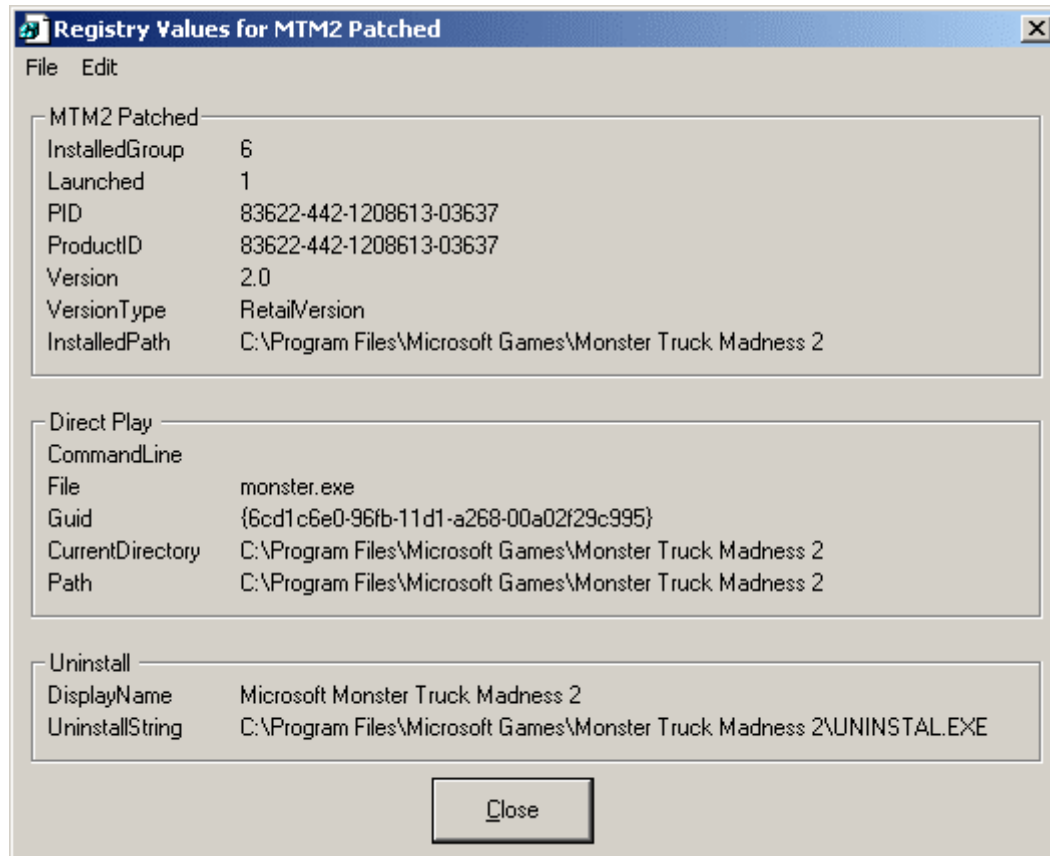 Registry Values for MTM2 Patched
File Edit
MTM2 Patched
InstalledGroup 6
Launched 1
PID 83622-442-1208613-03637
ProductID 83622-442-1208613-03637
Version 2.0
VersionType RetailVersion
InstalledPath C:\Program Files\Microsoft Games\Monster Truck Madness 2
Direct Play
CommandLine
File monster.exe
Guid {6cd1c6e0-96fb-11d1-a268-00a02f29c995}
CurrentDirectory C:\Program Files\Microsoft Games\Monster Truck Madness 2
Path C:\Program Files\Microsoft Games\Monster Truck Madness 2
Uninstall
DisplayName Microsoft Monster Truck Madness 2
UninstallString C:\Program Files\Microsoft Games\Monster Truck Madness 2\UNINSTAL.EXE
Close